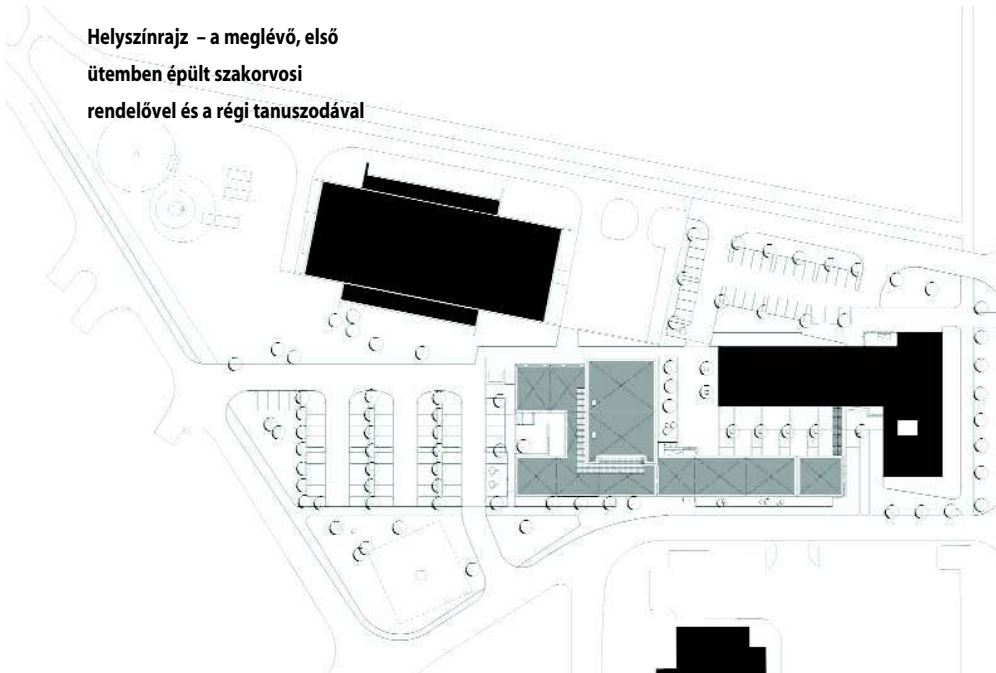 Helyszínrajz – a meglévő, első
ütemben épült szakorvosi
rendelővel és a régi tanuszodával